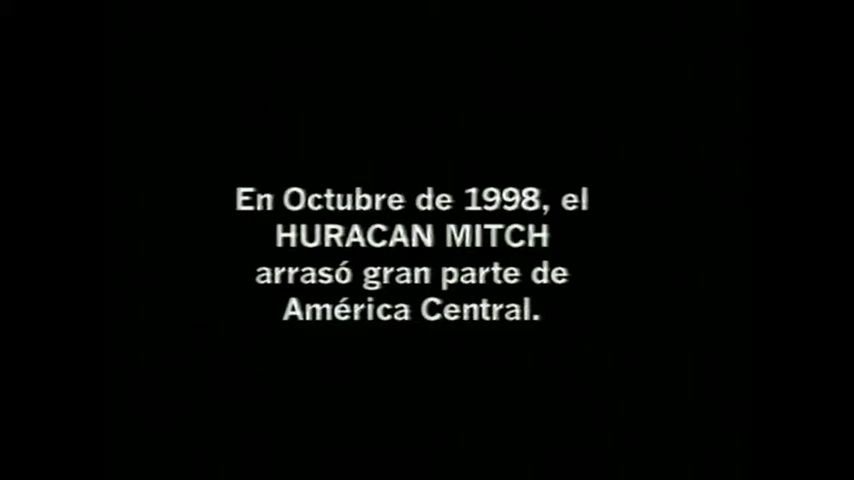 En Octubre de 1998, el
HURACAN MITCH
arrasó gran parte de
América Central.